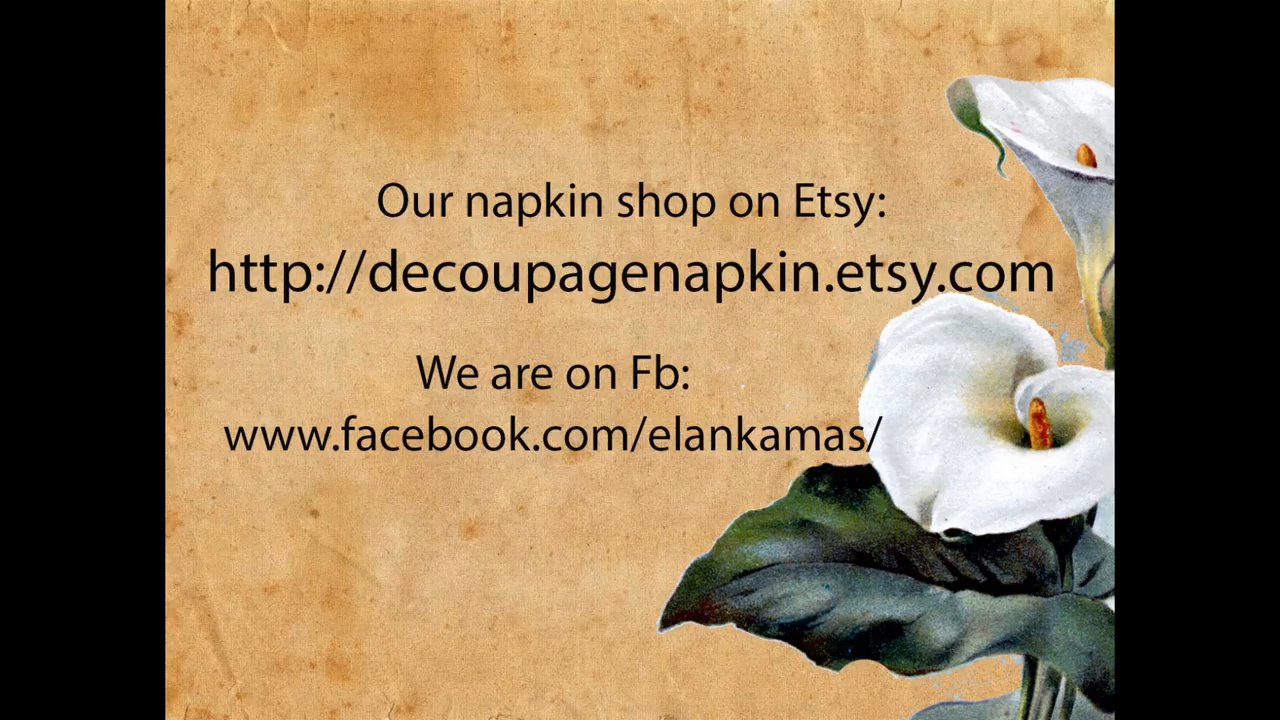 Our napkin shop on Etsy:
http://decoupagenapkin.etsy.com
We are on Fb:
www.facebook.com/elankamas/